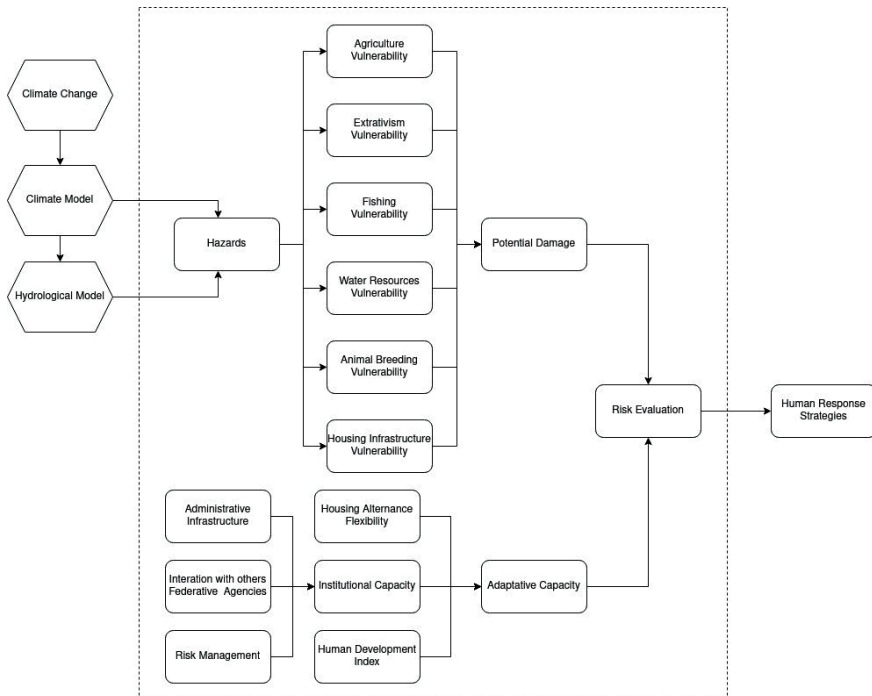 Climate Change
Climate Model
Hydrological Model
Hazards
Agriculture
Vulnerability
Extrativism
Vulnerability
Fishing
Vulnerability
Water Resources
Vulnerability
Animal Breeding
Vulnerability
Housing Infrastructure
Vulnerability
Potential Damage
Risk Evaluation
Human Response
Strategies
Administrative
Infrastructure
Interation with others
Federative Agencies
Risk Management
Housing Alternance
Flexibility
Institutional Capacity
Human Development
Index
Adaptative Capacity